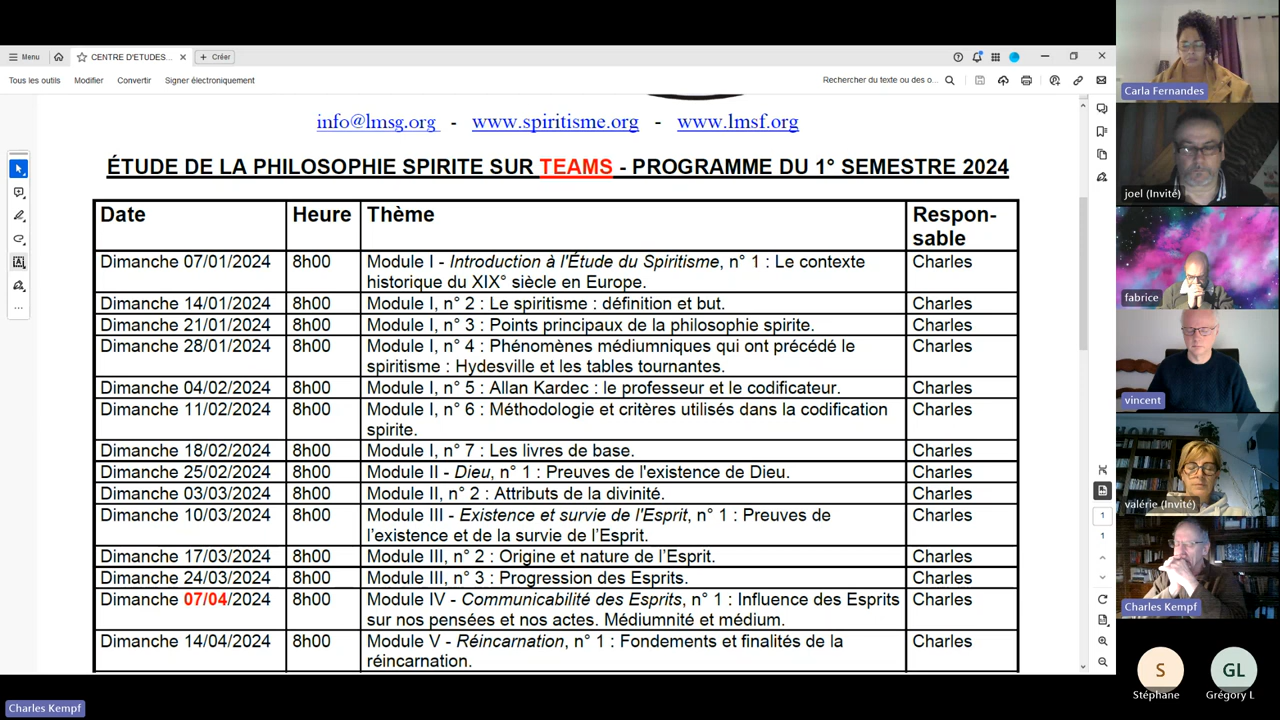 Menu
CENTRE D'ETUDES...
Créer
Tous les outils
Modifier
Convertir
Signer électroniquement
Rechercher du texte ou des o...
info@lmsg.org - www.spiritisme.org - www.lmsf.org
ÉTUDE DE LA PHILOSOPHIE SPIRITE SUR TEAMS - PROGRAMME DU 1° SEMESTRE 2024
Date Heure Thème Respon-
sable
Dimanche 07/01/2024 8h00 Module I - Introduction à l'Étude du Spiritisme, n° 1 : Le contexte Charles
historique du XIX° siècle en Europe.
Dimanche 14/01/2024 8h00 Module I, n° 2 : Le spiritisme : définition et but. Charles
Dimanche 21/01/2024 8h00 Module I, n° 3 : Points principaux de la philosophie spirite. Charles
Dimanche 28/01/2024 8h00 Module I, n° 4 : Phénomènes médiumniques qui ont précédé le Charles
spiritisme : Hydesville et les tables tournantes.
Dimanche 04/02/2024 8h00 Module I, n° 5 : Allan Kardec : le professeur et le codificateur. Charles
Dimanche 11/02/2024 8h00 Module I, n° 6 : Méthodologie et critères utilisés dans la codification Charles
spirite.
Dimanche 18/02/2024 8h00 Module I, n° 7 : Les livres de base. Charles
Dimanche 25/02/2024 8h00 Module II - Dieu, n° 1 : Preuves de l'existence de Dieu. Charles
Dimanche 03/03/2024 8h00 Module II, n° 2 : Attributs de la divinité. Charles
Dimanche 10/03/2024 8h00 Module III - Existence et survie de l'Esprit, n° 1 : Preuves de Charles
l'existence et de la survie de l'Esprit.
Dimanche 17/03/2024 8h00 Module III, n° 2 : Origine et nature de l'Esprit. Charles
Dimanche 24/03/2024 8h00 Module III, n° 3 : Progression des Esprits. Charles
Dimanche 07/04/2024 8h00 Module IV - Communicabilité des Esprits, n° 1 : Influence des Esprits Charles
sur nos pensées et nos actes. Médiumnité et médium.
Dimanche 14/04/2024 8h00 Module V - Réincarnation, n° 1 : Fondements et finalités de la Charles
réincarnation.
1
1
Carla Fernandes
joel (Invité)
fabrice
vincent
HOME
valérie (Invité)
Charles Kempf
S
GL
Stéphane
Grégory L
Charles Kempf